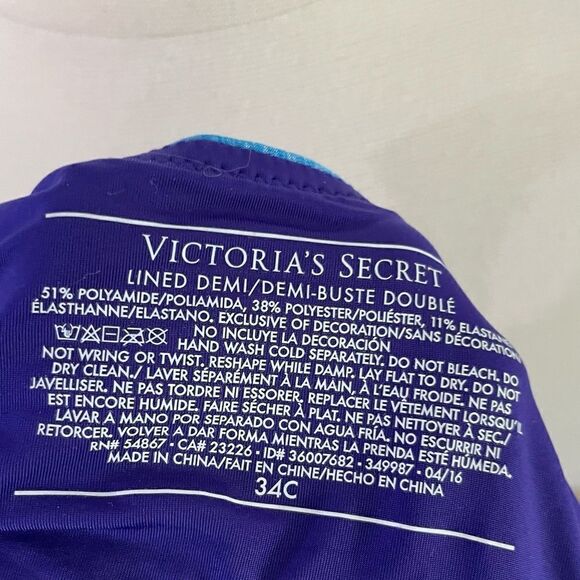 VICTORIA'S SECRET
LINED DEMI/DEMI-BUSTE DOUBLÉ
51% POLYAMIDE/POLIAMIDA, 38% POLYESTER/POLIÉSTER, 11% ELASTANE/
ÉLASTHANNE/ELASTANO. EXCLUSIVE OF DECORATION/SANS DÉCORATION/
NO INCLUYE LA DECORACIÓN
HAND WASH COLD SEPARATELY. DO NOT BLEACH. DO
NOT WRING OR TWIST. RESHAPE WHILE DAMP. LAY FLAT TO DRY. DO NOT
DRY CLEAN./ LAVER SÉPARÉMENT À LA MAIN, À L'EAU FROIDE. NE PAS
JAVELLISER. NE PAS TORDRE NI ESSORER. REPLACER LE VÊTEMENT LORSQU'IL
EST ENCORE HUMIDE. FAIRE SÉCHER À PLAT. NE PAS NETTOYER À SEC./
LAVAR A MANO POR SEPARADO CON AGUA FRÍA. NO ESCURRIR NI
RETORCER. VOLVER A DAR FORMA MIENTRAS LA PRENDA ESTÉ HÚMEDA.
RN# 54867 • CA# 23226 • ID# 36007682 • 349987 • 04/16
MADE IN CHINA/FAIT EN CHINE/HECHO EN CHINA
34C